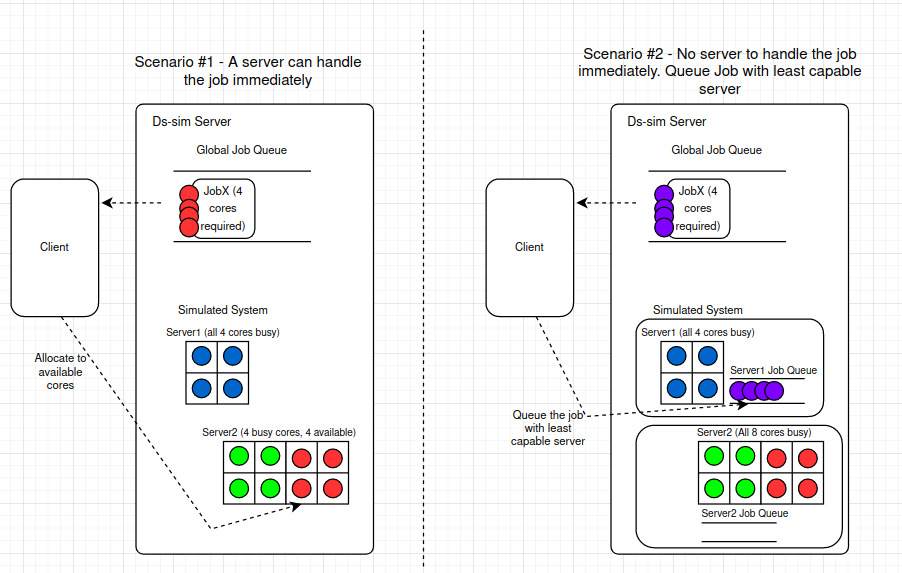 Scenario #1 - A server can handle
the job immediately
Ds-sim Server
Global Job Queue
JobX (4
cores
required)
Client
Simulated System
Server1 (all 4 cores busy)
Allocate to
available
cores
Server2 (4 busy cores, 4 available)
Scenario #2 - No server to handle the job
immediately. Queue Job with least capable
server
Ds-sim Server
Global Job Queue
JobX (4
cores
required)
Client
Simulated System
Server1 (all 4 cores busy)
Server1 Job Queue
Queue the job
with least
capable server
Server2 (All 8 cores busy)
Server2 Job Queue